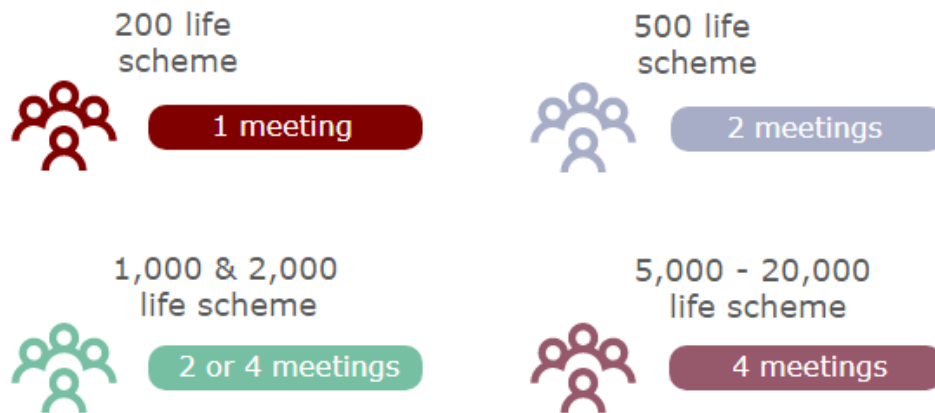 200 life
scheme
1 meeting
500 life
scheme
2 meetings
1,000 & 2,000
life scheme
2 or 4 meetings
5,000 - 20,000
life scheme
4 meetings